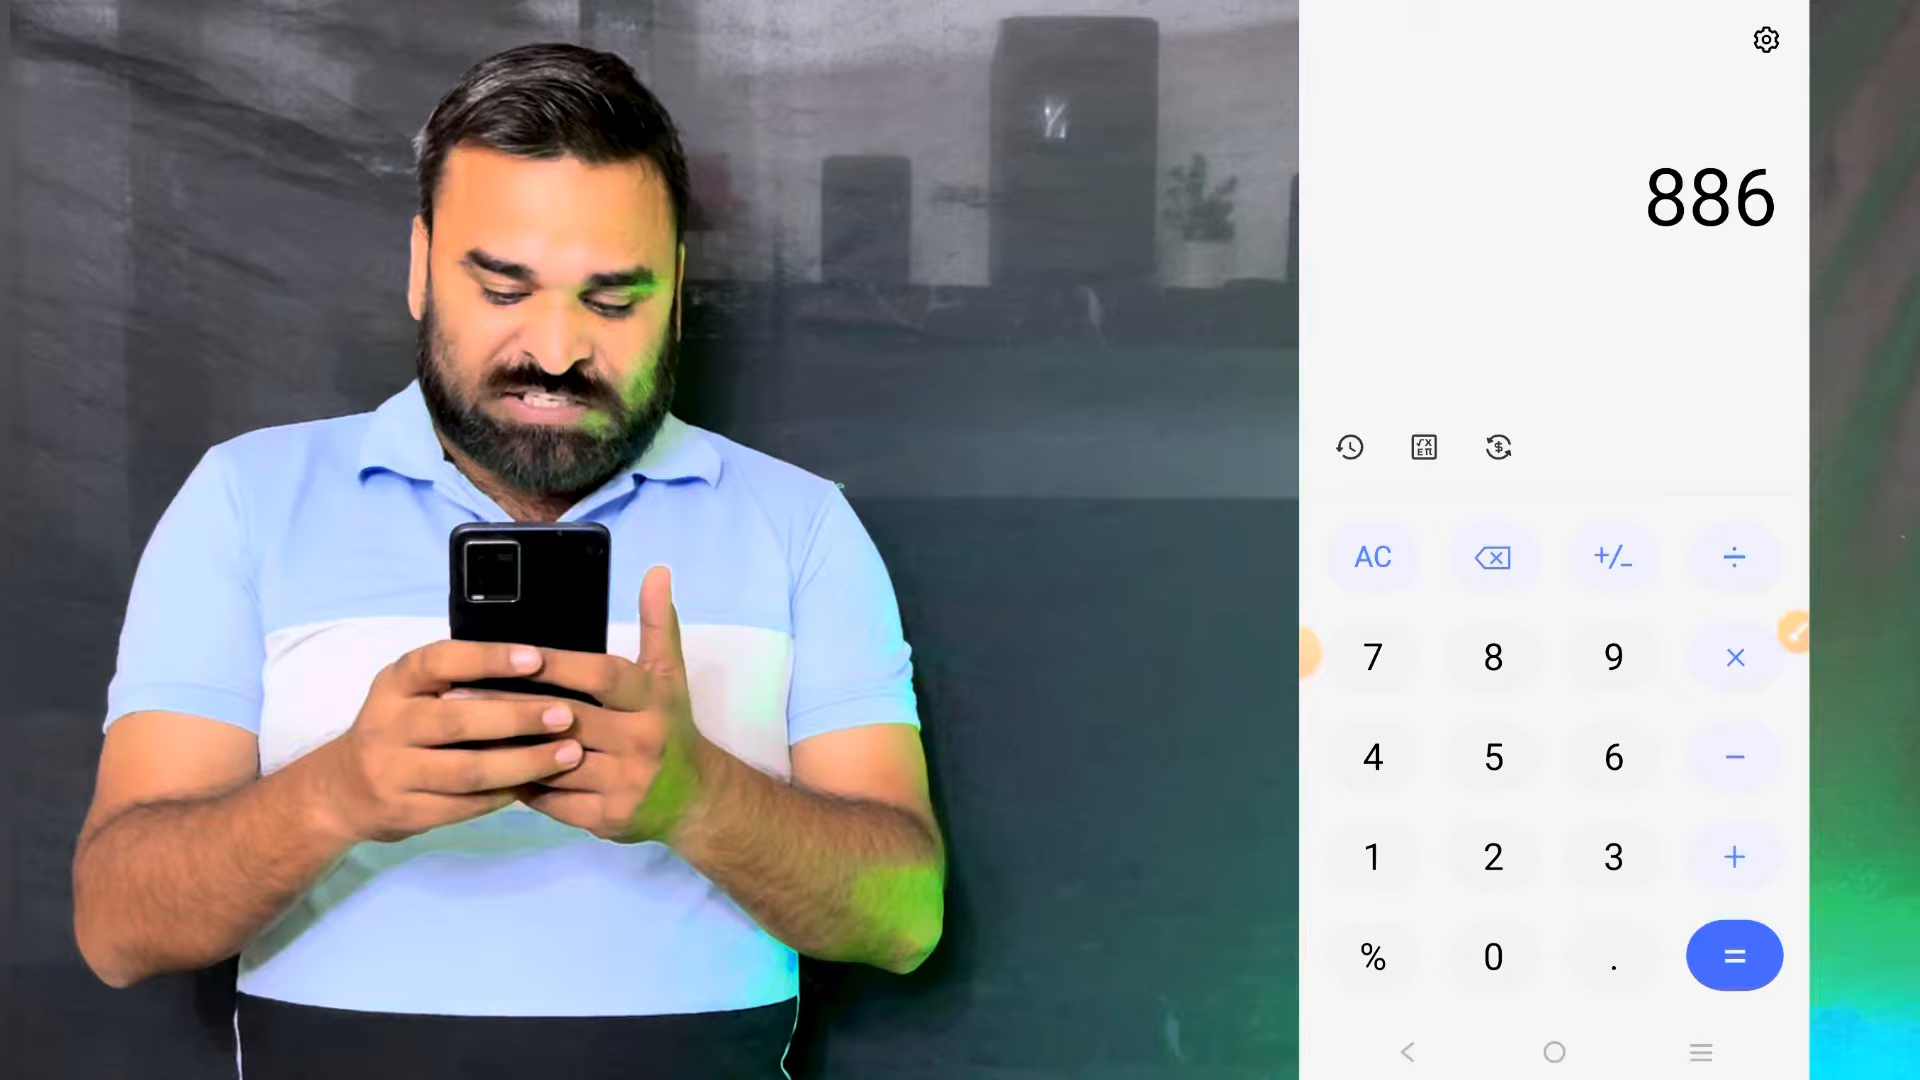 886
AC +/- ÷
7 8 9 ×
4 5 6 −
1 2 3 +
% 0 . =